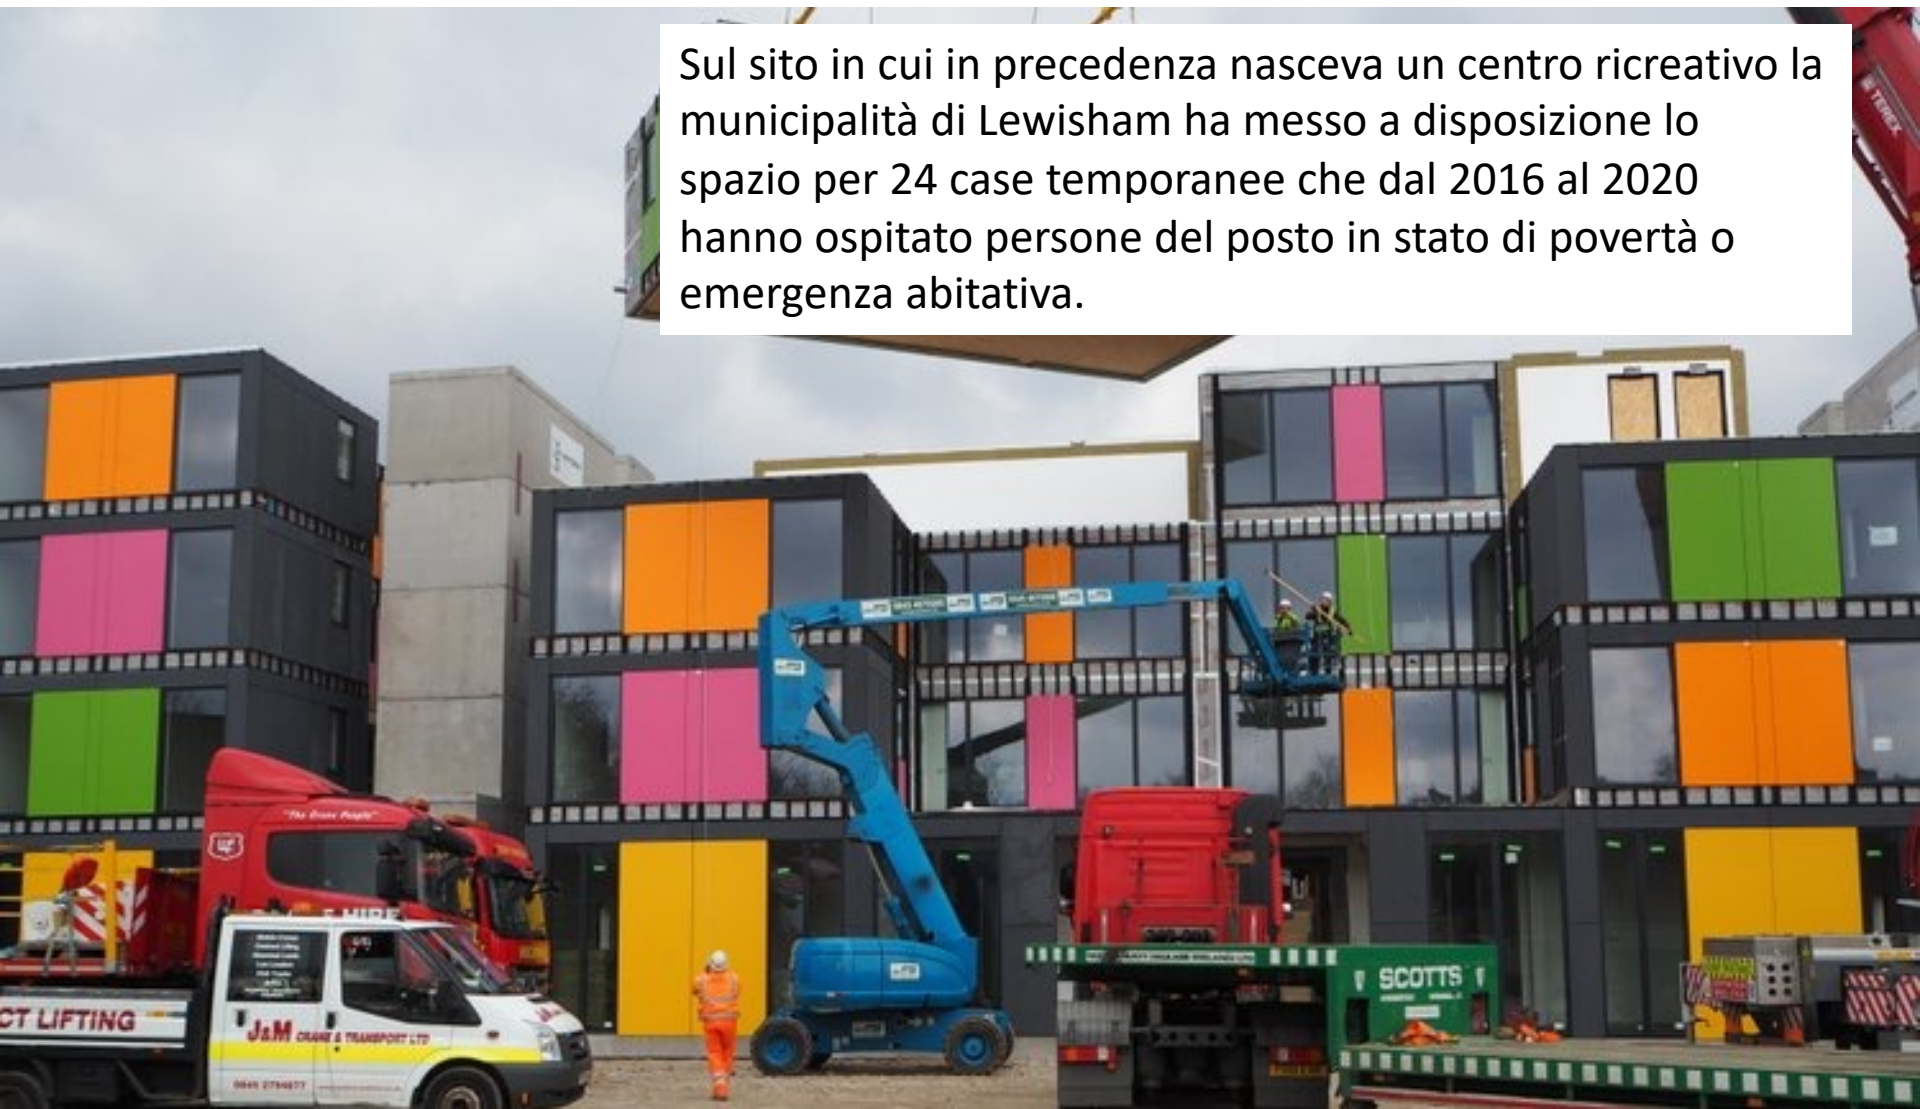 Sul sito in cui in precedenza nasceva un centro ricreativo la
municipalità di Lewisham ha messo a disposizione lo
spazio per 24 case temporanee che dal 2016 al 2020
hanno ospitato persone del posto in stato di povertà o
emergenza abitativa.
TEREX
"The Crane People"
HIRE
SCOTTS
CT LIFTING
J&M CRANE & TRANSPORT LTD